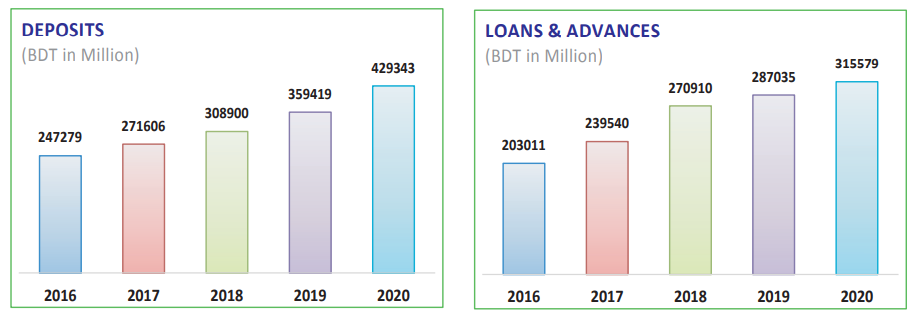 DEPOSITS
(BDT in Million)
429343
359419
308900
271606
247279
2016 2017 2018 2019 2020
LOANS & ADVANCES
(BDT in Million)
315579
287035
270910
239540
203011
2016 2017 2018 2019 2020